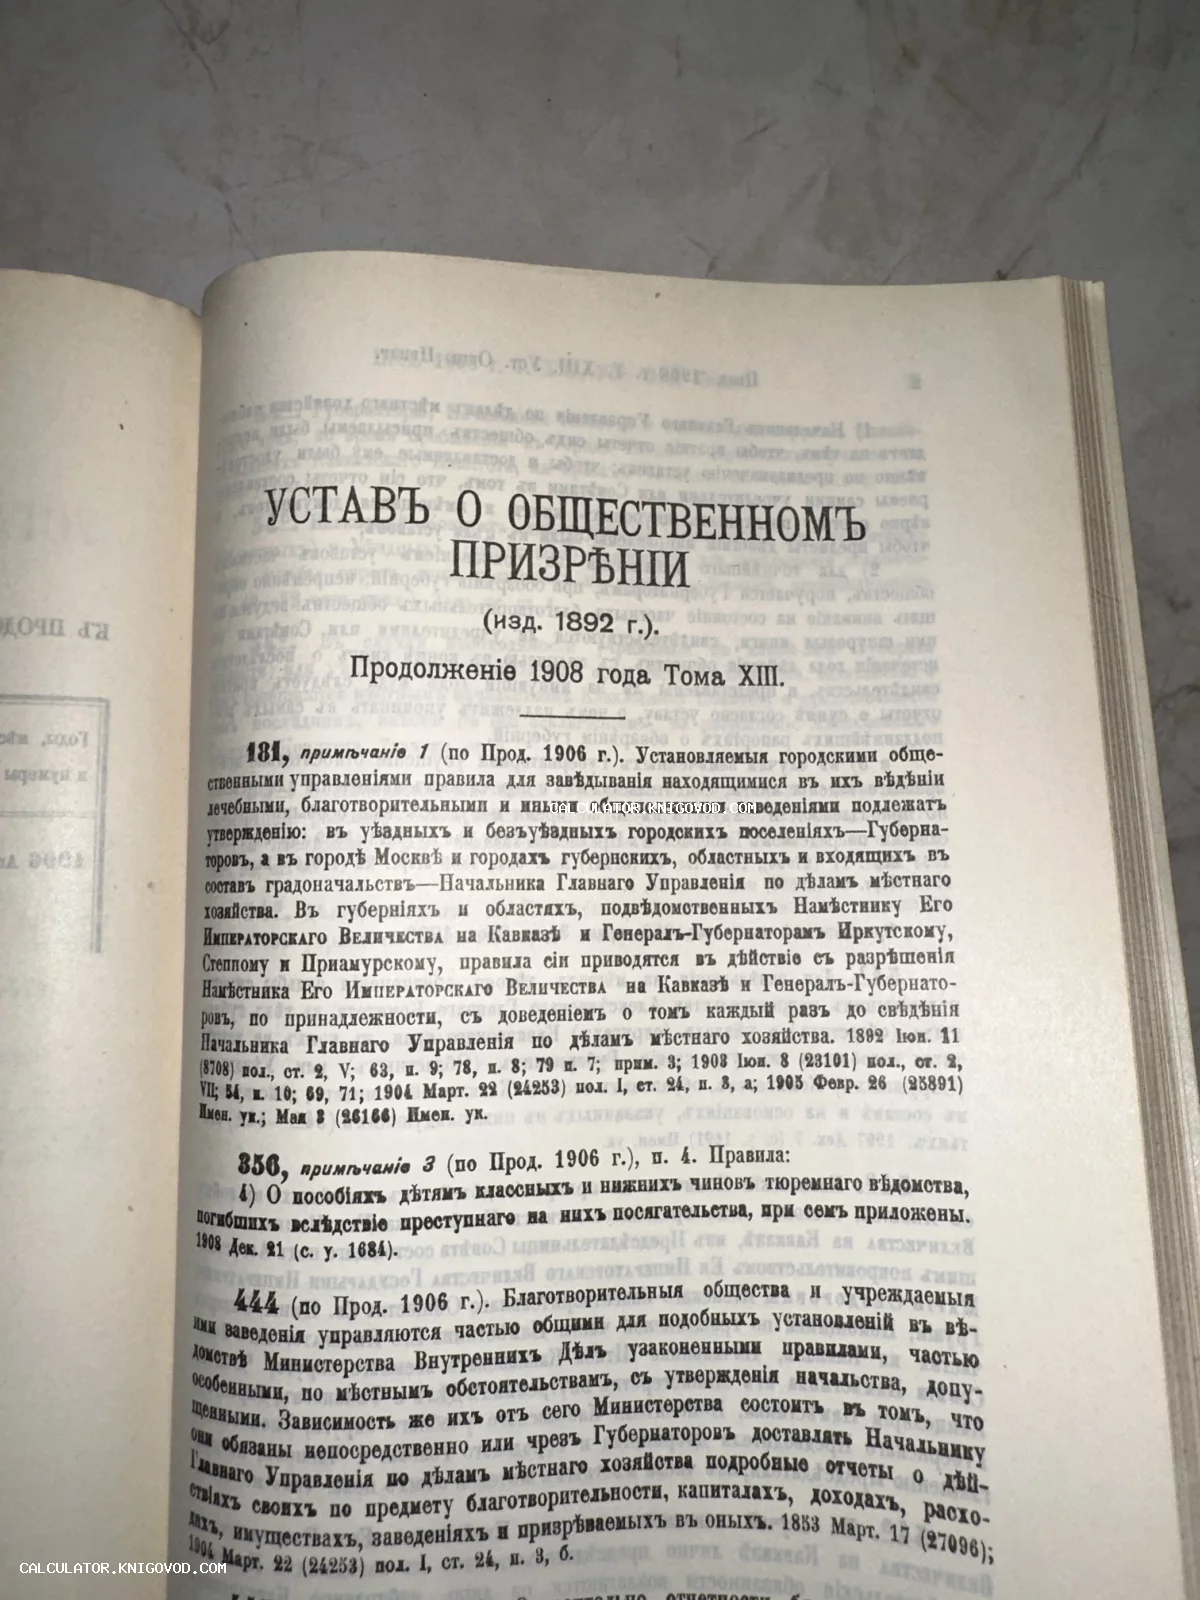 УСТАВЪ О ОБЩЕСТВЕННОМЪ
ПРИЗРѢНІИ
(изд. 1892 г.).
Продолженіе 1908 года Тома XIII.
181, примѣчаніе 1 (по Прод. 1906 г.). Установляемыя городскими обще-
ственными управленіями правила для завѣдыванія находящимися въ ихъ вѣдѣніи
лечебными, благотворительными и иными общеполезными заведеніями подлежатъ
утвержденію: въ уѣздныхъ и безъуѣздныхъ городскихъ поселеніяхъ—Губерна-
торовъ, а въ городѣ Москвѣ и городахъ губернскихъ, областныхъ и входящихъ въ
составъ градоначальствъ—Начальника Главнаго Управленія по дѣламъ мѣстнаго
хозяйства. Въ губерніяхъ и областяхъ, подвѣдомственныхъ Намѣстнику Его
Императорскаго Величества на Кавказѣ и Генералъ-Губернаторамъ Иркутскому,
Степному и Приамурскому, правила сіи приводятся въ дѣйствіе съ разрѣшенія
Намѣстника Его Императорскаго Величества на Кавказѣ и Генералъ-Губернато-
ровъ, по принадлежности, съ доведеніемъ о томъ каждый разъ до свѣдѣнія
Начальника Главнаго Управленія по дѣламъ мѣстнаго хозяйства. 1892 Іюн. 11
(8708) пол., ст. 2, V; 63, п. 9; 78, п. 8; 79 п. 7; прим. 3; 1903 Іюн. 8 (23101) пол., ст. 2,
VII; 54, п. 10; 69, 71; 1904 Март. 22 (24253) пол. I, ст. 24, п. 3, а; 1905 Февр. 26 (25891)
Имен. ук.; Мая 3 (26166) Имен. ук.
356, примѣчаніе 3 (по Прод. 1906 г.), п. 4. Правила:
4) О пособіяхъ дѣтямъ классныхъ и нижнихъ чиновъ тюремнаго вѣдомства,
погибшихъ вслѣдствіе преступнаго на нихъ посягательства, при семъ приложены.
1908 Дек. 21 (с. у. 1684).
444 (по Прод. 1906 г.). Благотворительныя общества и учреждаемыя
ими заведенія управляются частью общими для подобныхъ установленій въ вѣ-
домствѣ Министерства Внутреннихъ Дѣлъ узаконенными правилами, частью
особенными, по мѣстнымъ обстоятельствамъ, съ утвержденія начальства, допу-
щенными. Зависимость же ихъ отъ сего Министерства состоитъ въ томъ, что
они обязаны непосредственно или чрезъ Губернаторовъ доставлять Начальнику
Главнаго Управленія по дѣламъ мѣстнаго хозяйства подробные отчеты о дѣй-
ствіяхъ своихъ по предмету благотворительности, капиталахъ, доходахъ, расхо-
дахъ, имуществахъ, заведеніяхъ и призрѣваемыхъ въ оныхъ. 1853 Март. 17 (27096);
1904 Март. 22 (24253) пол. I, ст. 24, п. 3, б.
CALCULATOR.KNIGOVOD.COM
CALCULATOR.KNIGOVOD.COM